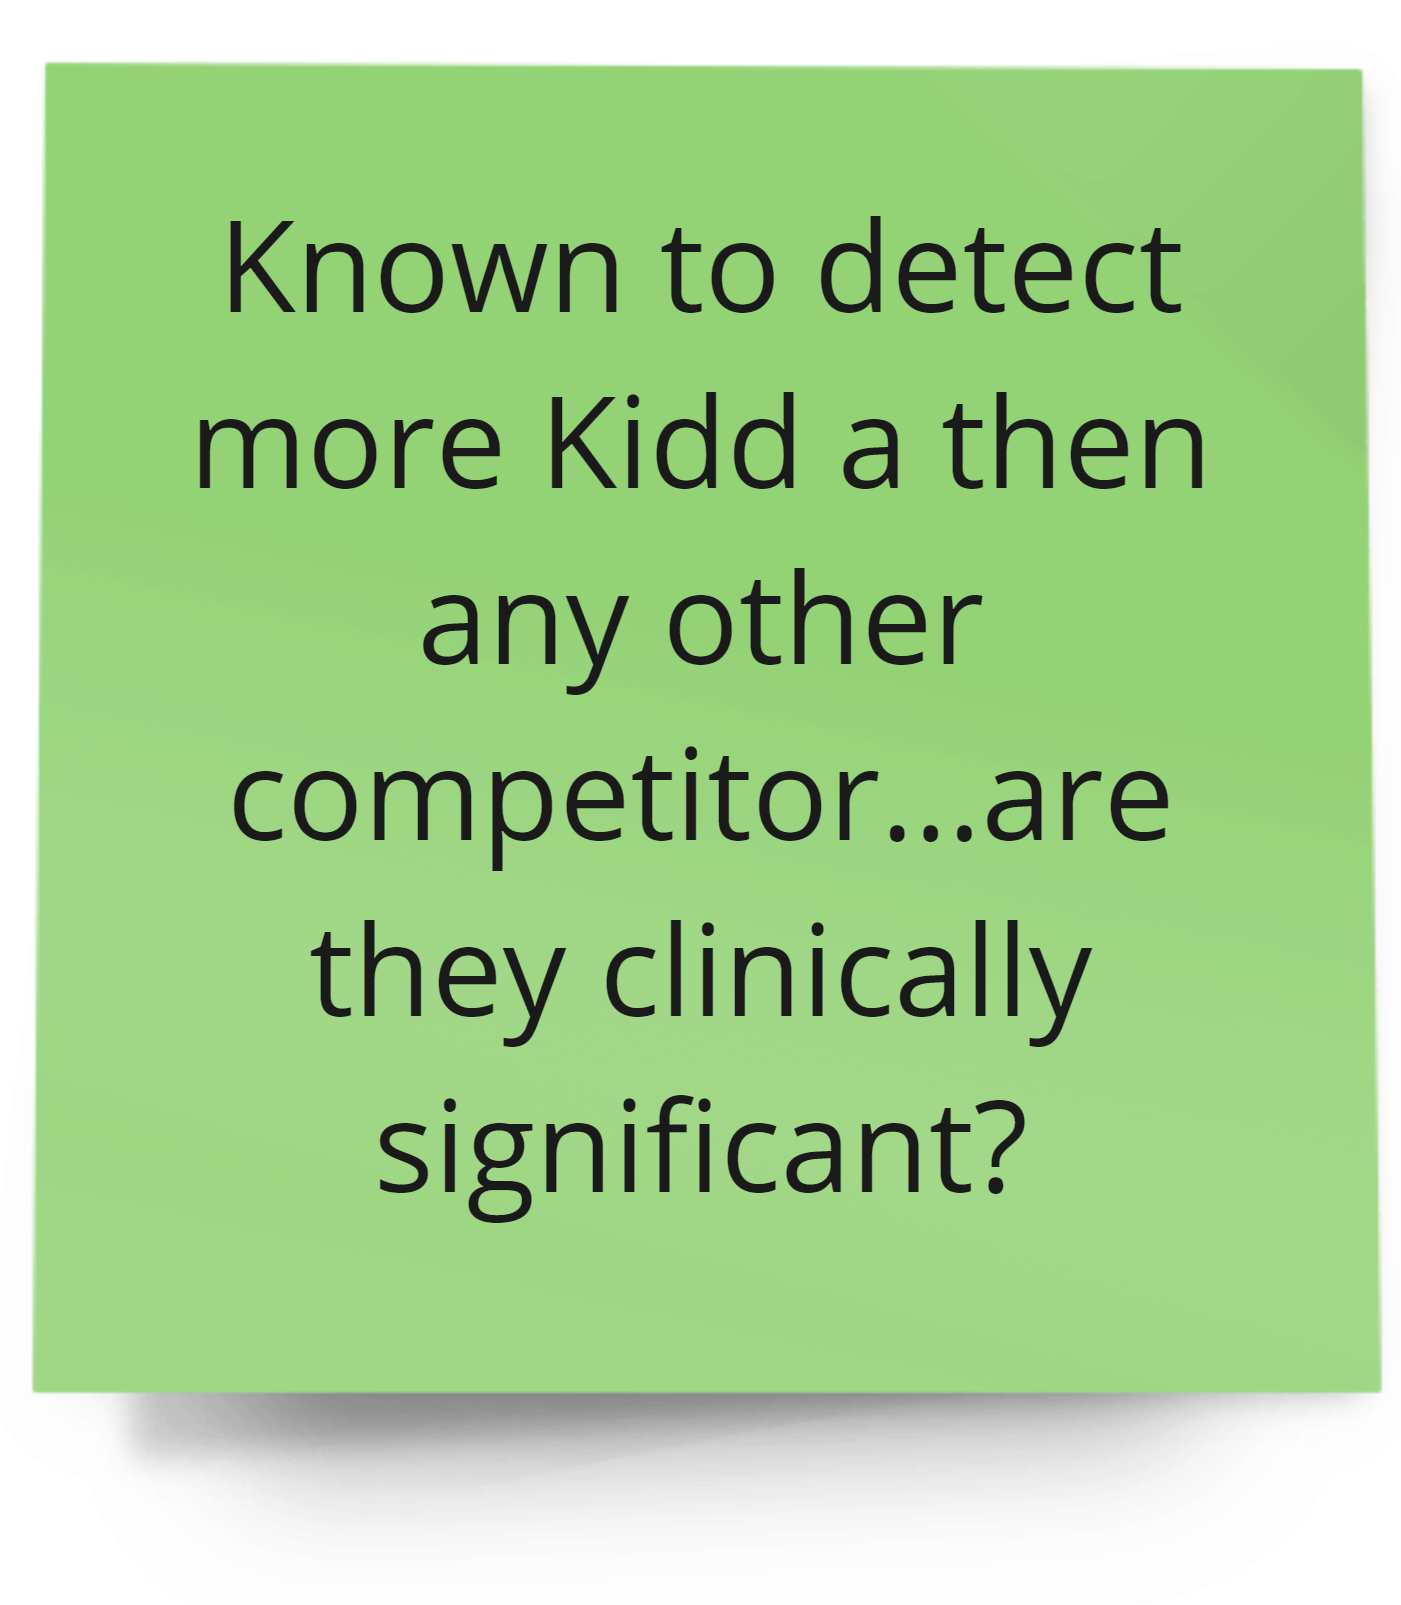 Known to detect
more Kidd a then
any other
competitor...are
they clinically
significant?